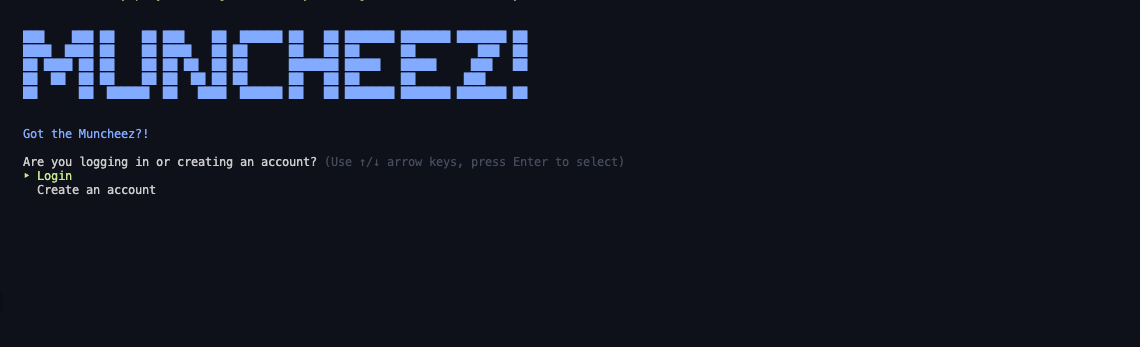 MUNCHEEZ!
Got the Muncheez?!
Are you logging in or creating an account? (Use ↑/↓ arrow keys, press Enter to select)
‣ Login
Create an account